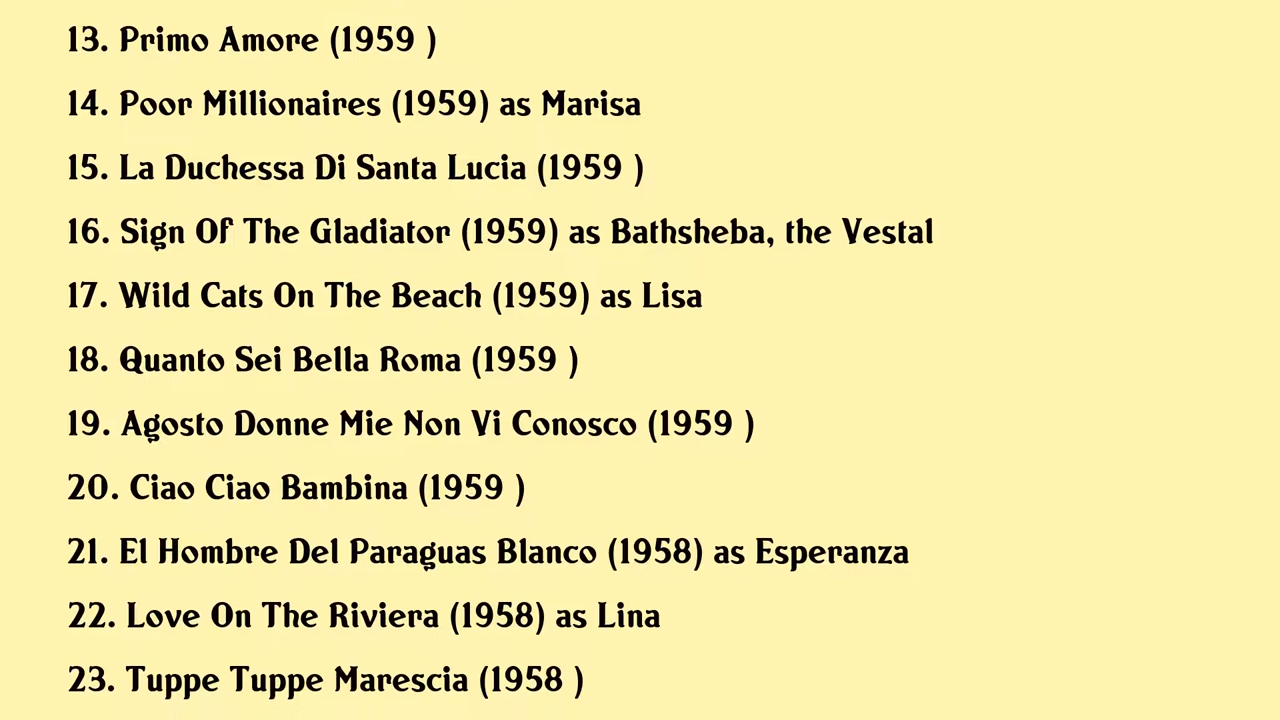 13. Primo Amore (1959 )
14. Poor Millionaires (1959) as Marisa
15. La Duchessa Di Santa Lucia (1959 )
16. Sign Of The Gladiator (1959) as Bathsheba, the Vestal
17. Wild Cats On The Beach (1959) as Lisa
18. Quanto Sei Bella Roma (1959 )
19. Agosto Donne Mie Non Vi Conosco (1959 )
20. Ciao Ciao Bambina (1959 )
21. El Hombre Del Paraguas Blanco (1958) as Esperanza
22. Love On The Riviera (1958) as Lina
23. Tuppe Tuppe Marescia (1958 )